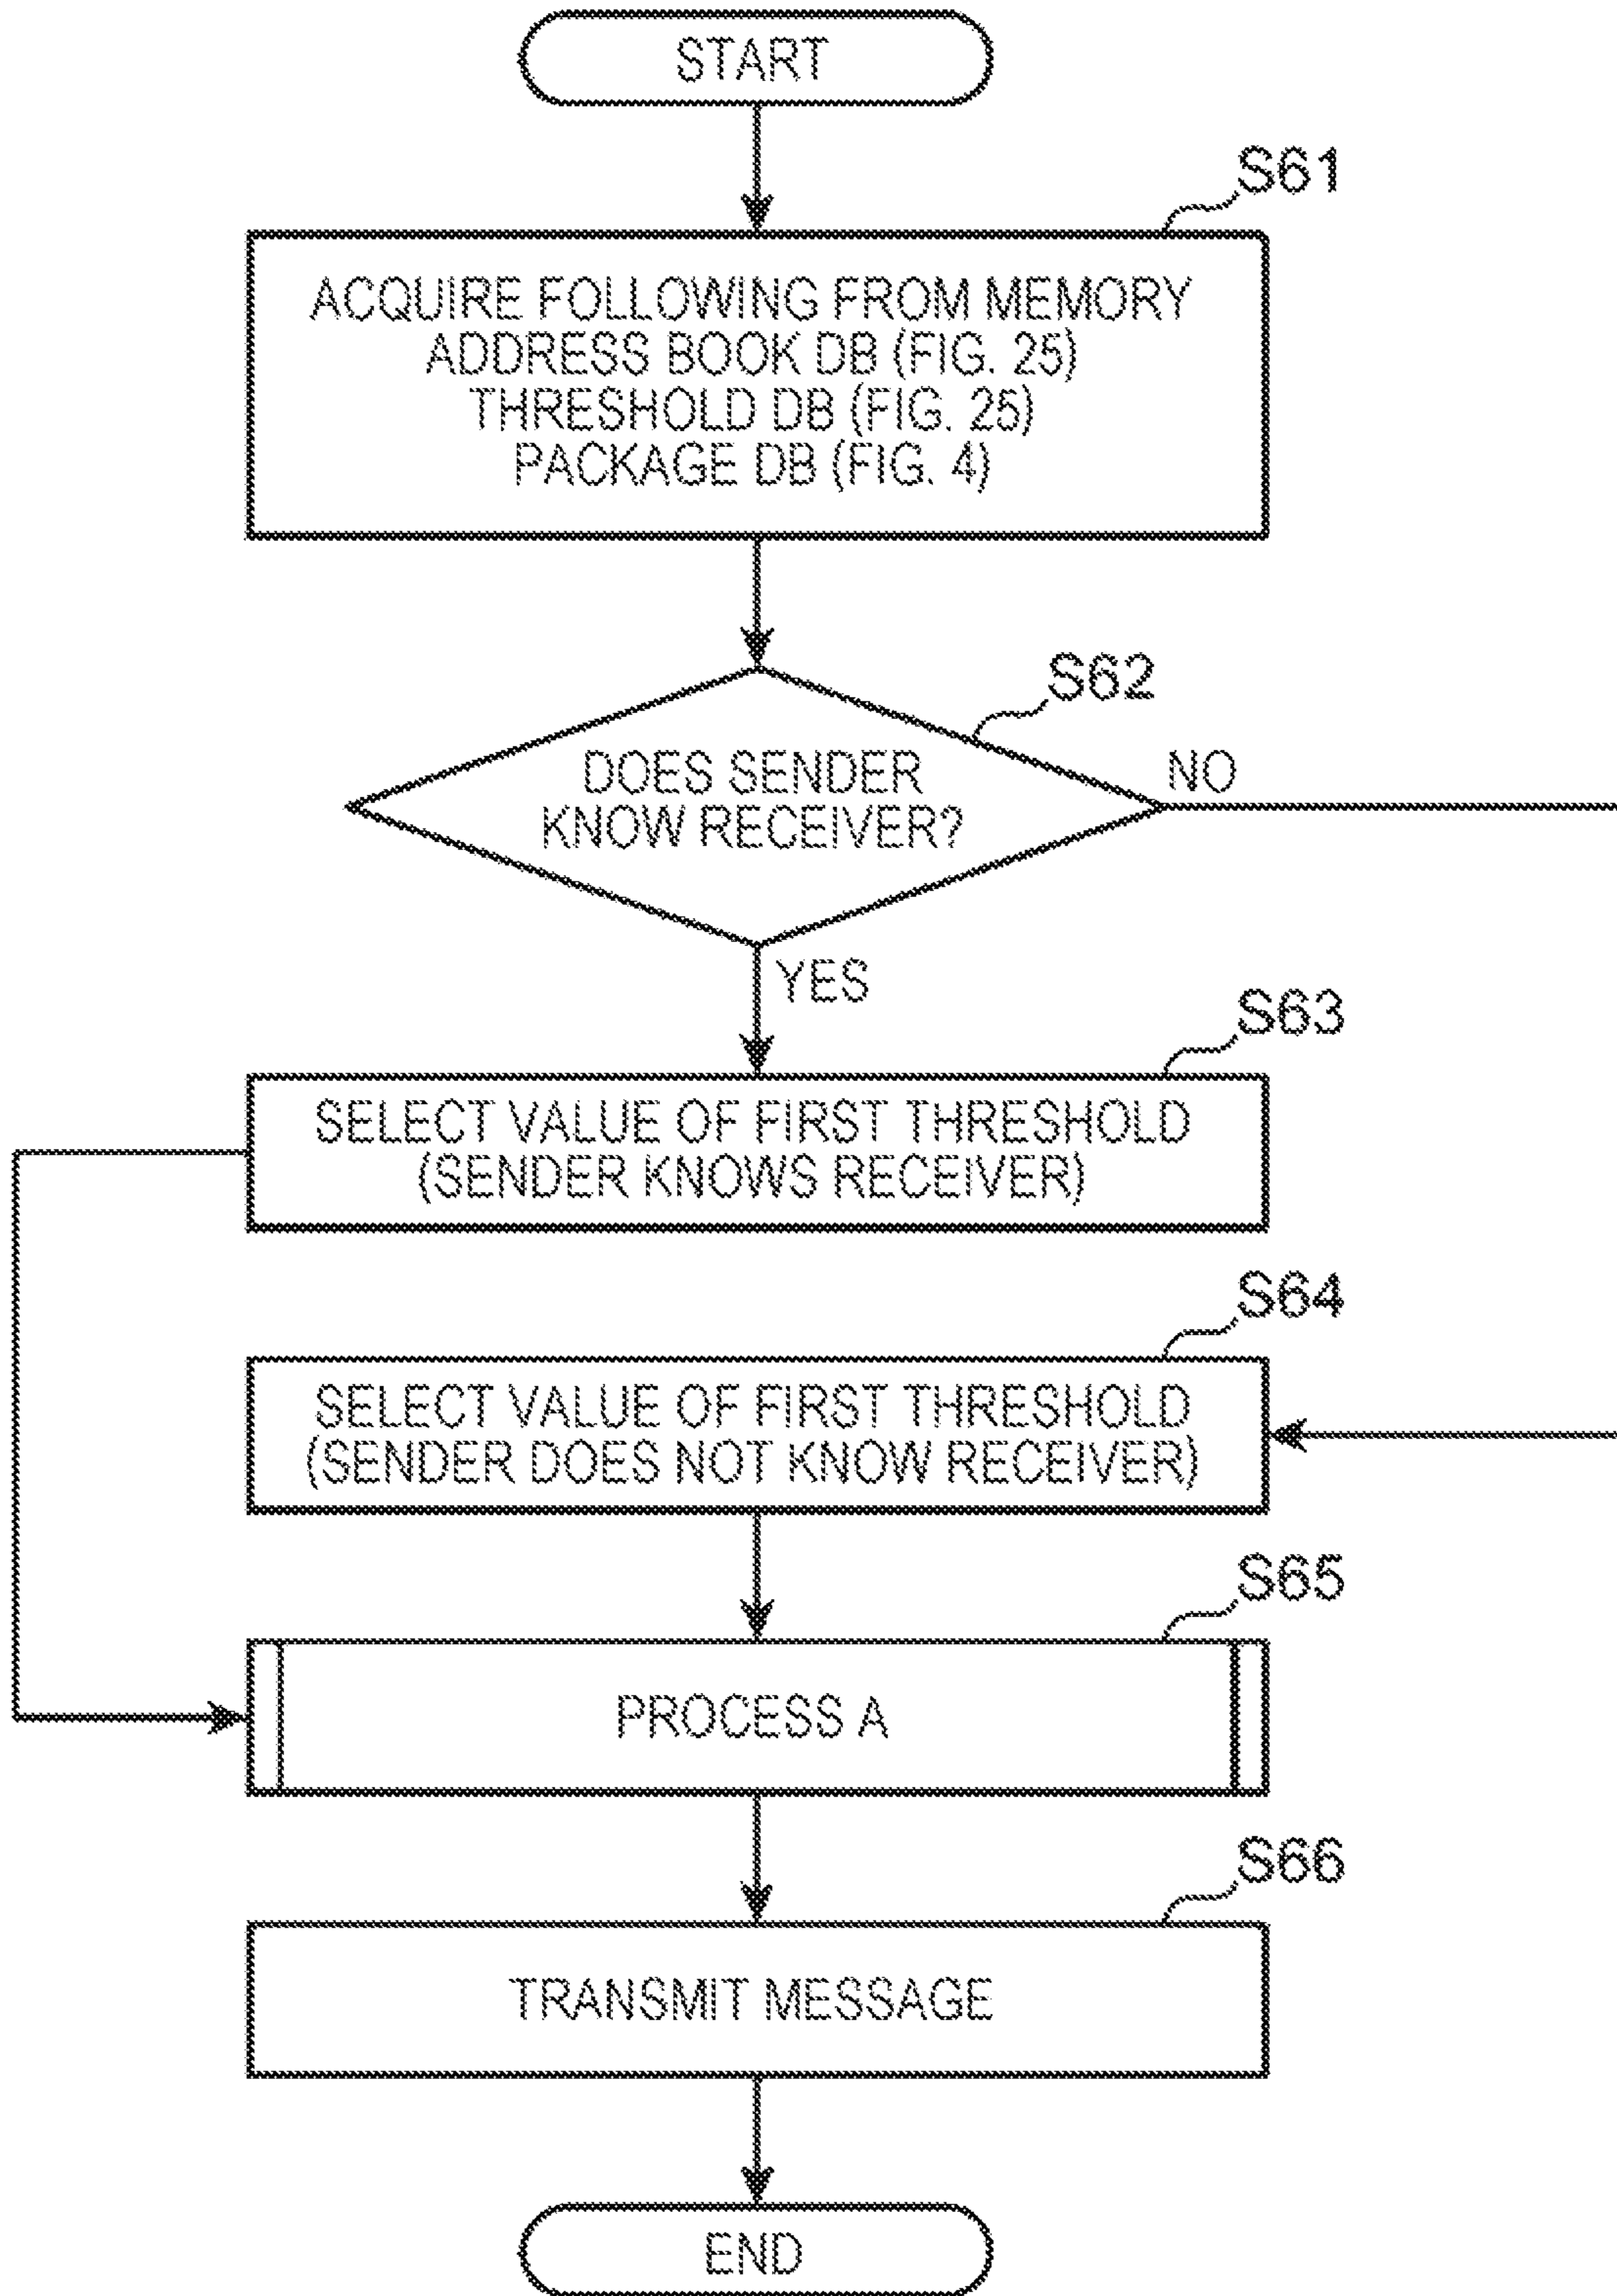 START
S61
ACQUIRE FOLLOWING FROM MEMORY
ADDRESS BOOK DB (FIG. 25)
THRESHOLD DB (FIG. 25)
PACKAGE DB (FIG. 4)
S62
DOES SENDER
KNOW RECEIVER?
NO
YES
S63
SELECT VALUE OF FIRST THRESHOLD
(SENDER KNOWS RECEIVER)
S64
SELECT VALUE OF FIRST THRESHOLD
(SENDER DOES NOT KNOW RECEIVER)
S65
PROCESS A
S66
TRANSMIT MESSAGE
END